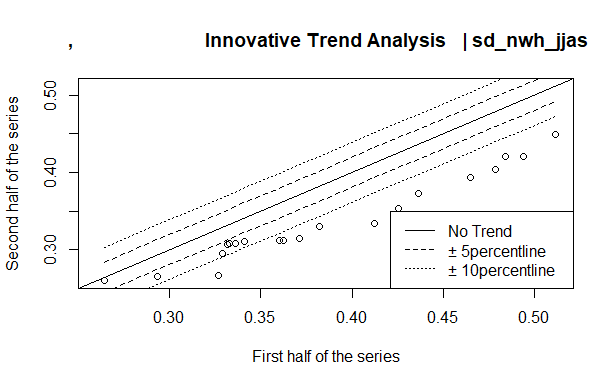 , Innovative Trend Analysis | sd_nwh_jjas
Second half of the series
0.50
0.40
0.30
No Trend
± 5percentline
± 10percentline
0.30 0.35 0.40 0.45 0.50
First half of the series